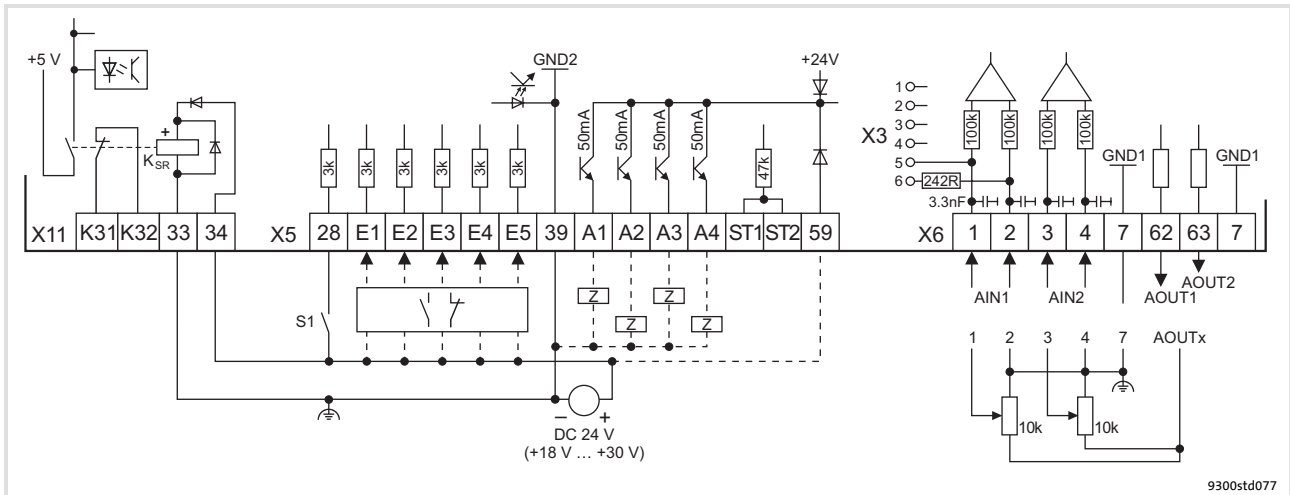 +5 V
+
K SR
GND2
+24V
3k
3k
3k
3k
3k
3k
50mA
50mA
50mA
50mA
47k
X3
1
2
3
4
5
6
242R
3.3nF
100k
100k
100k
100k
GND1
GND1
X11 K31 K32 33 34
X5 28 E1 E2 E3 E4 E5 39 A1 A2 A3 A4 ST1 ST2 59
X6 1 2 3 4 7 62 63 7
S1
Z
Z
Z
Z
AIN1
AIN2
AOUT1
AOUT2
1 2 3 4 7 AOUTx
10k
10k
− +
DC 24 V
(+18 V ... +30 V)
9300std077